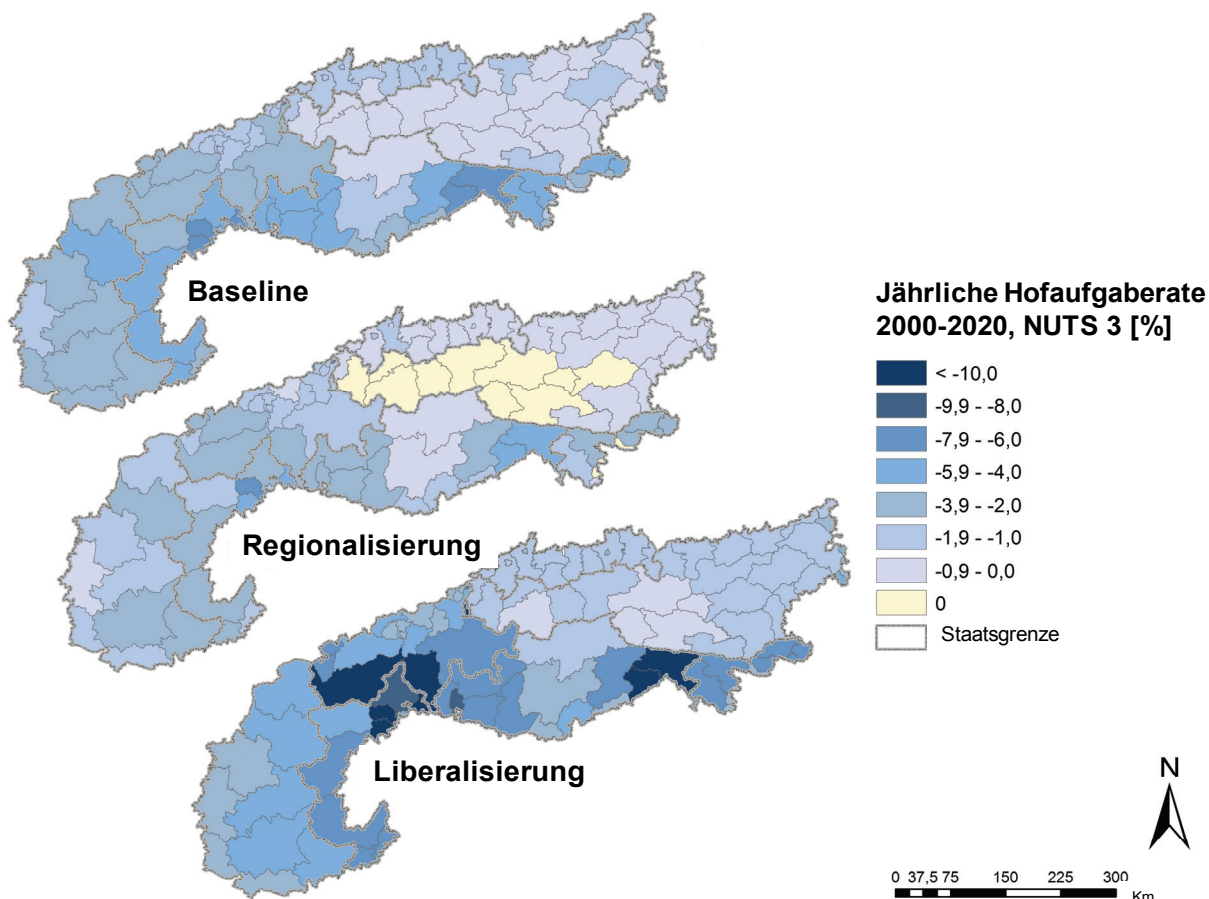 Baseline
Regionalisierung
Liberalisierung
Jährliche Hofaufgaberate
2000-2020, NUTS 3 [%]
< -10,0
-9,9 - -8,0
-7,9 - -6,0
-5,9 - -4,0
-3,9 - -2,0
-1,9 - -1,0
-0,9 - 0,0
0
Staatsgrenze
N
0 37,5 75 150 225 300
Km